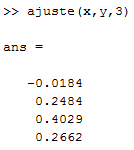 >> ajuste(x,y,3)
ans =
-0.0184
0.2484
0.4029
0.2662